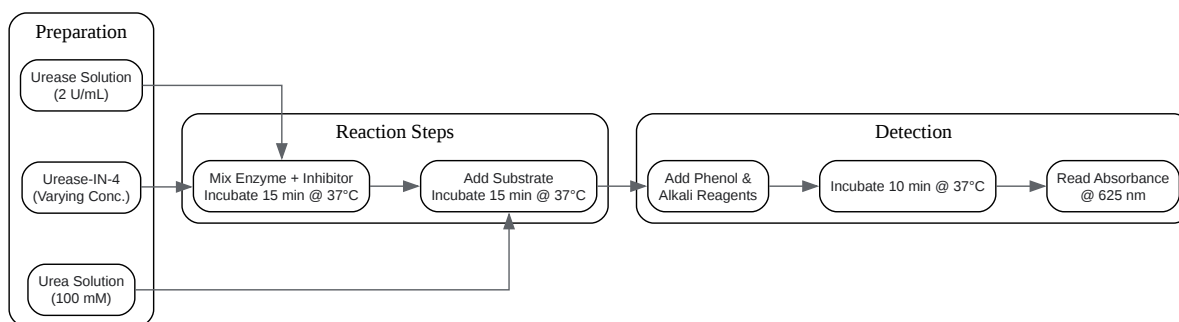 Preparation
Urease Solution
(2 U/mL)
Urease-IN-4
(Varying Conc.)
Urea Solution
(100 mM)
Reaction Steps
Mix Enzyme + Inhibitor
Incubate 15 min @ 37°C
Add Substrate
Incubate 15 min @ 37°C
Detection
Add Phenol &
Alkali Reagents
Incubate 10 min @ 37°C
Read Absorbance
@ 625 nm